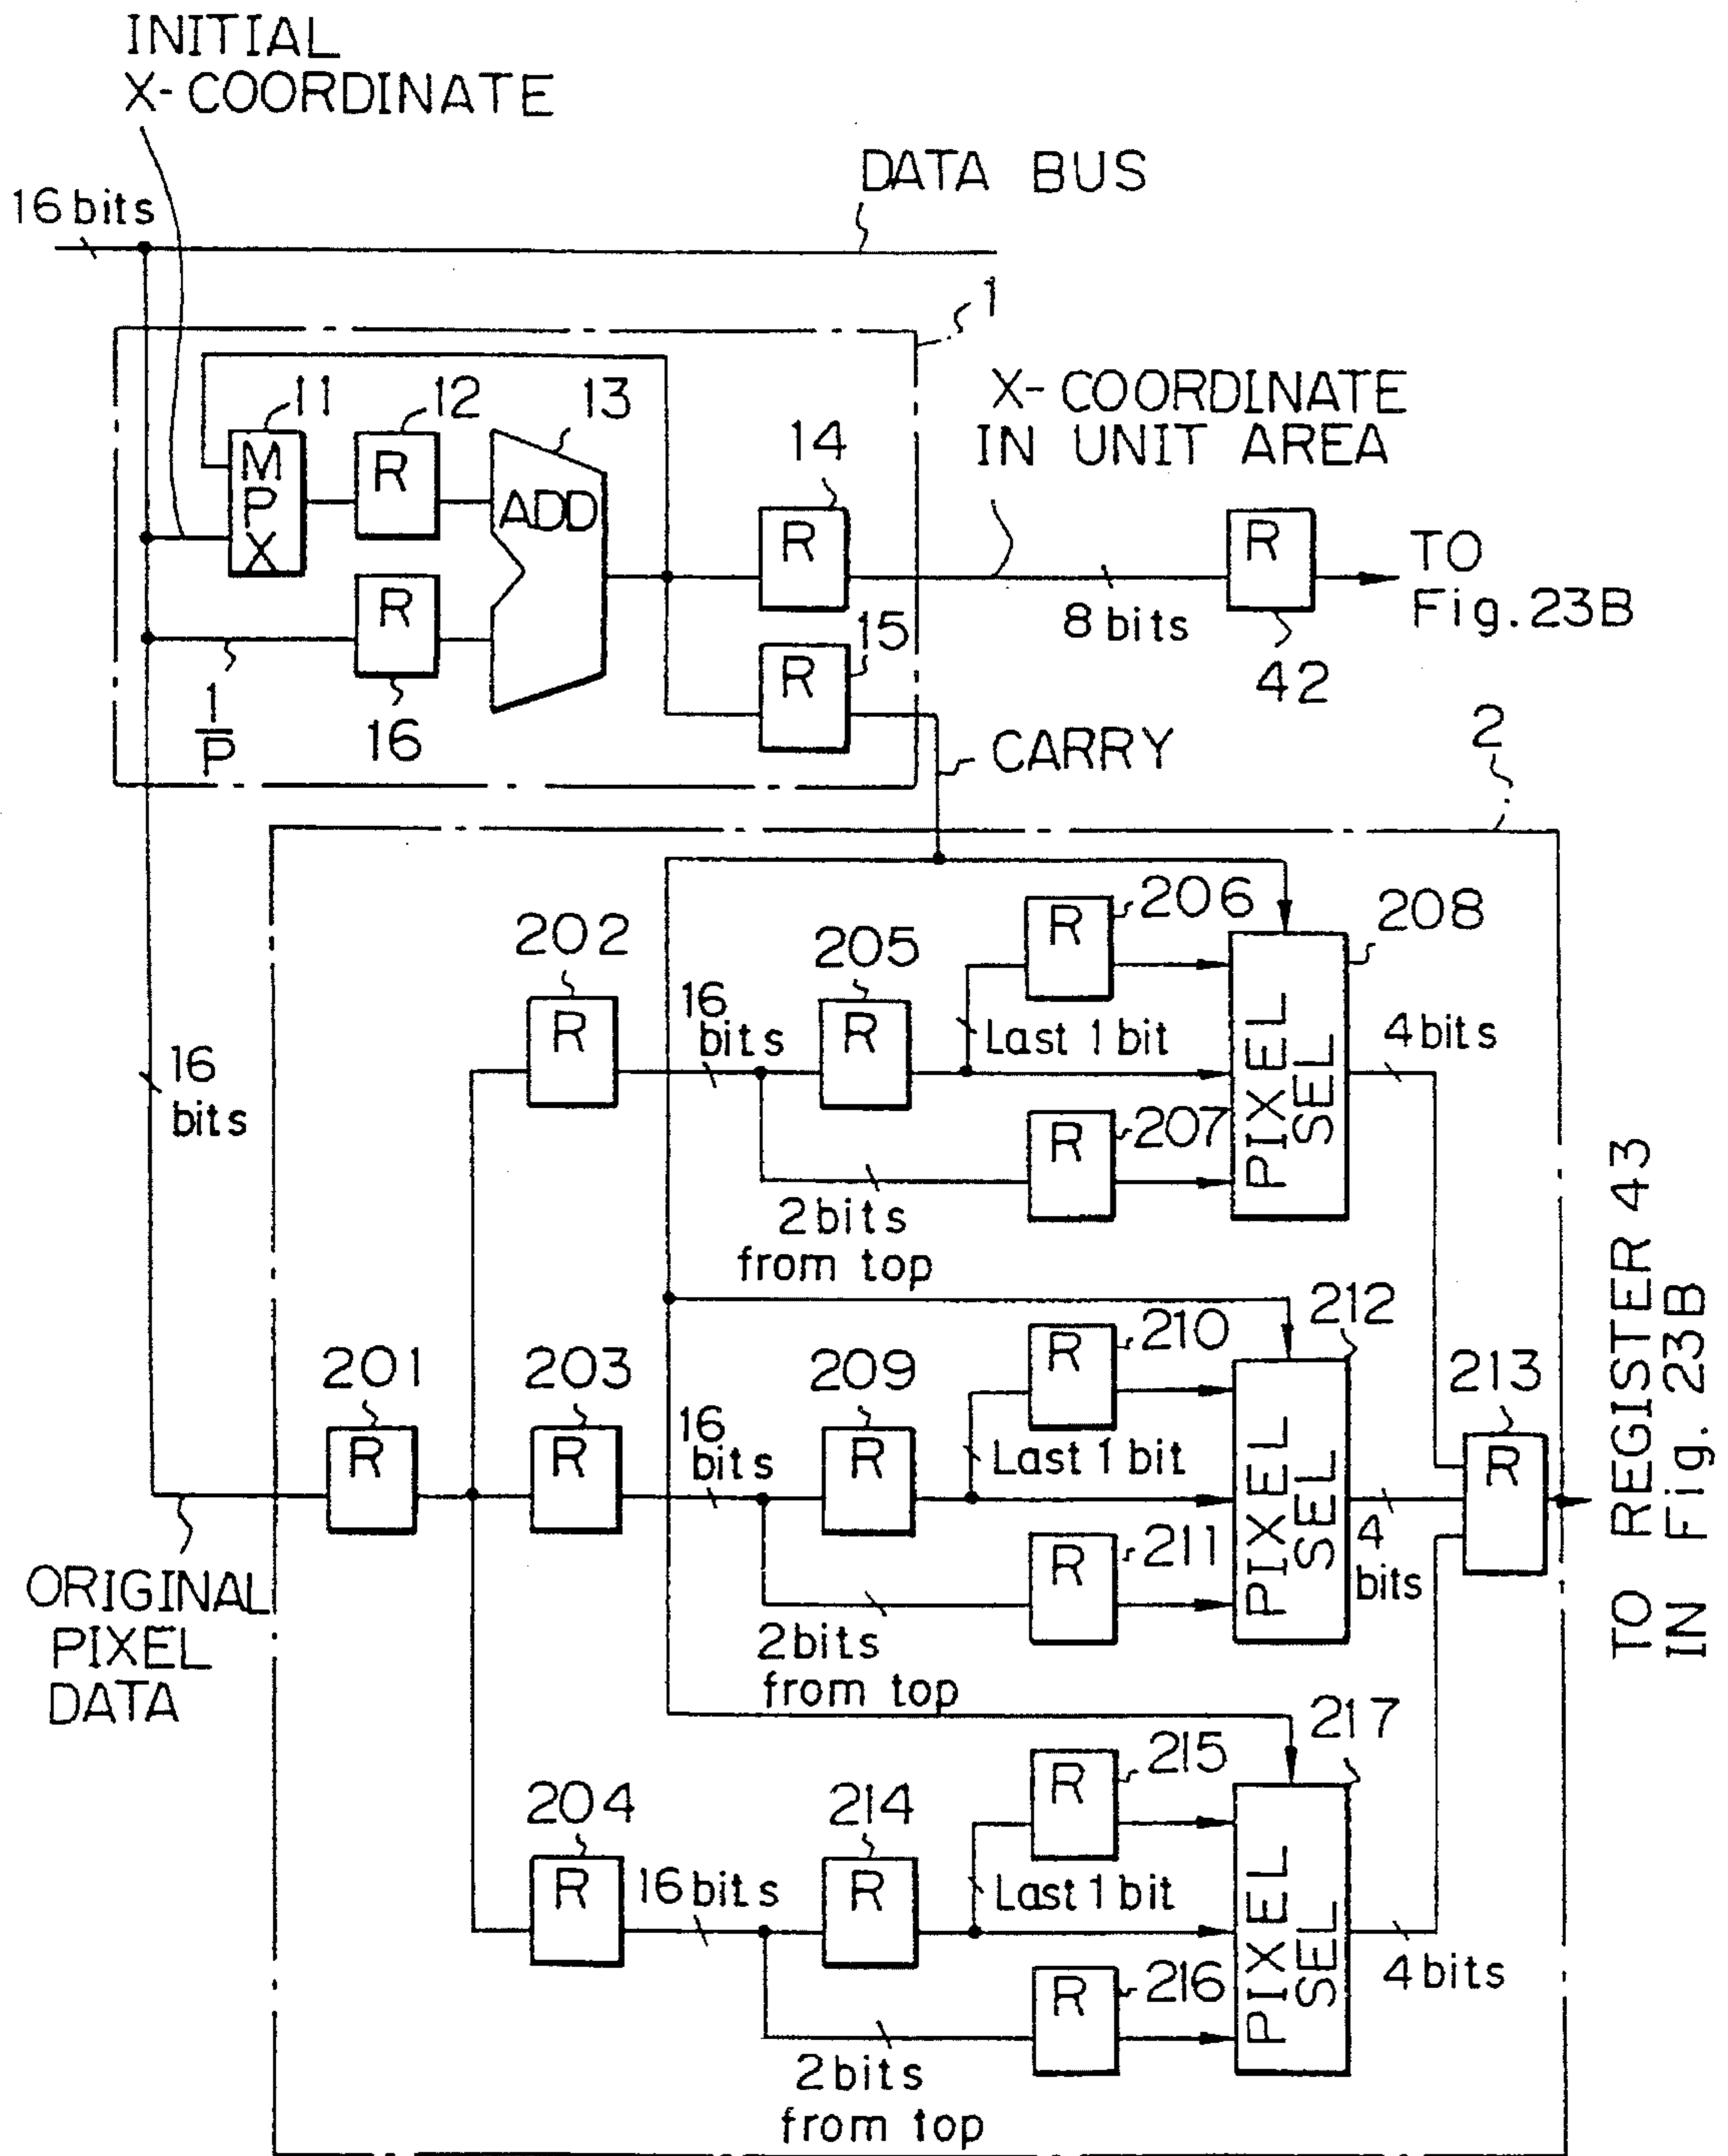 INITIAL
X-COORDINATE
DATA BUS
16 bits
1
11
12
13
X-COORDINATE
IN UNIT AREA
14
M
P
X
R
ADD
R
R
TO
Fig. 23B
8 bits
R
15
R
1
P
16
42
2
CARRY
202
205
R
206
208
R
16
bits
R
Last 1 bit
PIXEL
SEL
4 bits
16
bits
R
207
2 bits
from top
212
R
210
201
203
209
213
R
R
16
bits
R
Last 1 bit
PIXEL
SEL
4
bits
R
TO REGISTER 43
IN Fig. 23B
R
211
2 bits
from top
ORIGINAL
PIXEL
DATA
217
R
215
204
214
R
16 bits
R
Last 1 bit
PIXEL
SEL
4 bits
R
216
2 bits
from top